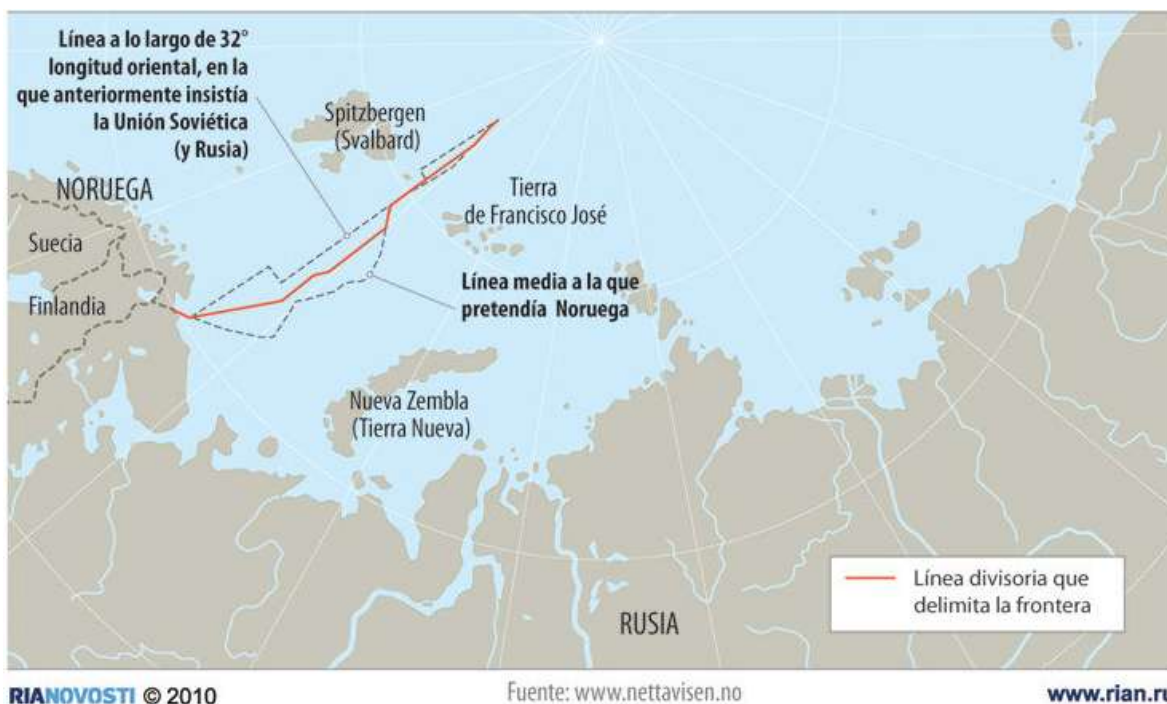 Línea a lo largo de 32°
longitud oriental, en la
que anteriormente insistía
la Unión Soviética
(y Rusia)
Spitzbergen
(Svalbard)
NORUEGA
Tierra
de Francisco José
Suecia
Línea media a la que
pretendía Noruega
Finlandia
Nueva Zembla
(Tierra Nueva)
Línea divisoria que
delimita la frontera
RUSIA
RIANOVOSTI © 2010
Fuente: www.nettavisen.no
www.rian.ru